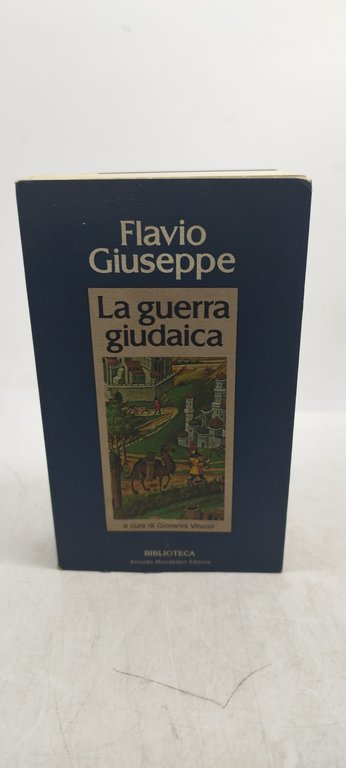 Flavio
Giuseppe
La guerra
giudaica
a cura di Giovanni Vitucci
BIBLIOTECA
Arnoldo Mondadori Editore